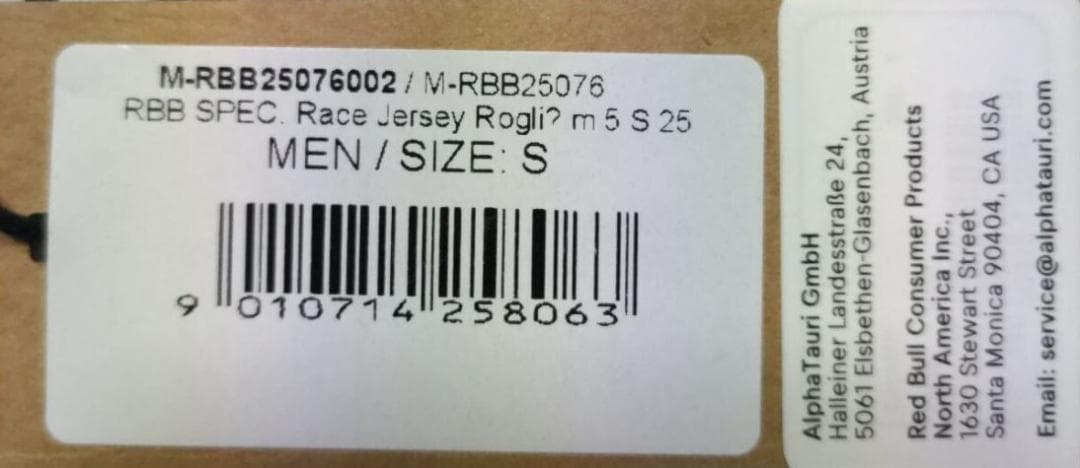 M-RBB25076002 / M-RBB25076
RBB SPEC. Race Jersey Rogli? m 5 S 25
MEN / SIZE: S
9 010714 258063
AlphaTauri GmbH
Halleiner Landesstraße 24,
5061 Elsbethen-Glasenbach, Austria
Red Bull Consumer Products
North America Inc.,
1630 Stewart Street
Santa Monica 90404, CA USA
Email: service@alphatauri.com